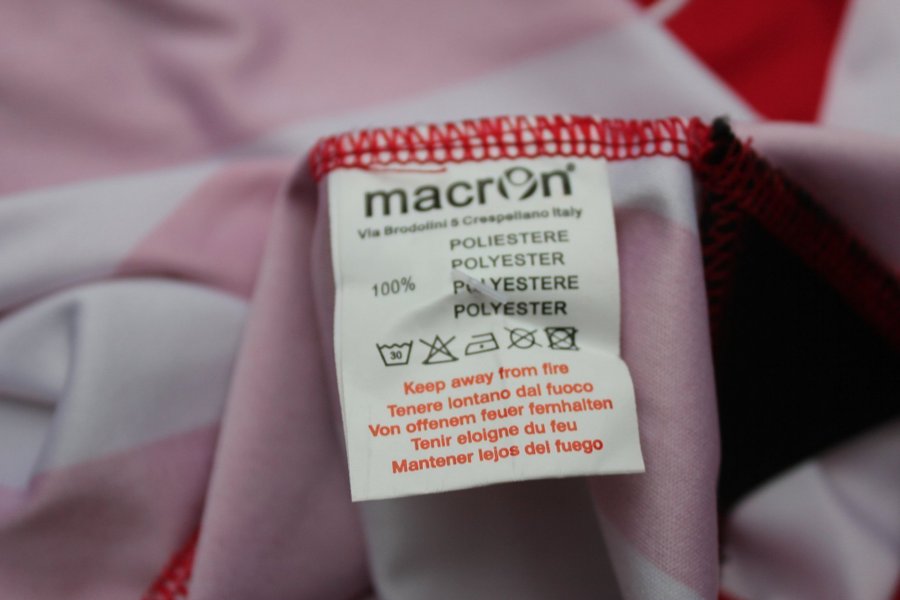 macron®
Via Brodolini 5 Crespellano Italy
POLIESTERE
POLYESTER
100% POLYESTERE
POLYESTER
30
Keep away from fire
Tenere lontano dal fuoco
Von offenem feuer fernhalten
Tenir eloigne du feu
Mantener lejos del fuego